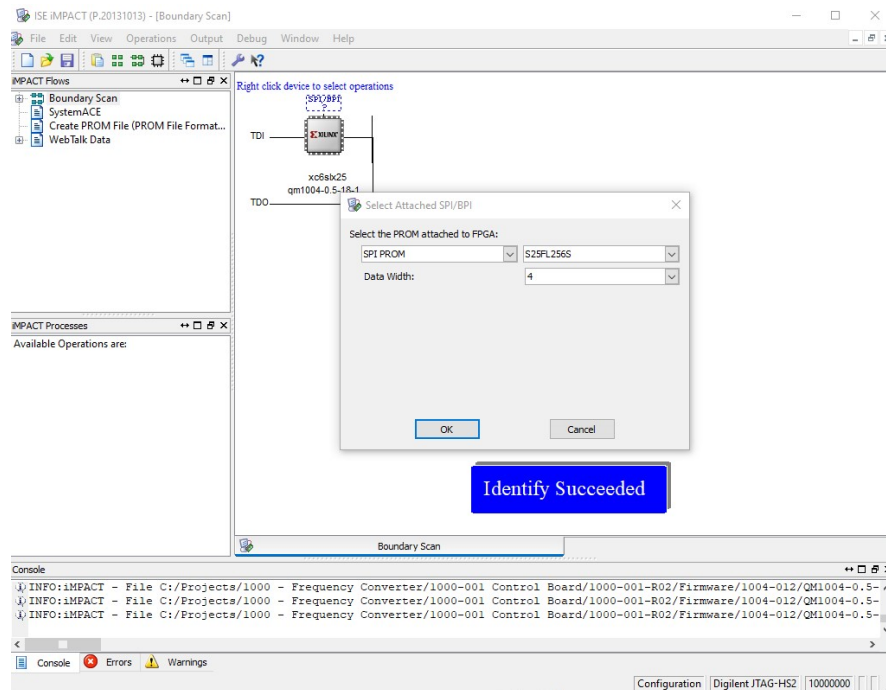 ISE iMPACT (P.20131013) - [Boundary Scan]
File Edit View Operations Output Debug Window Help
iMPACT Flows
Boundary Scan
SystemACE
Create PROM File (PROM File Format...
WebTalk Data
Right click device to select operations
SPI/BPI
?
TDI
XILINX
xc6slx25
qm1004-0.5-18-1
TDO
Select Attached SPI/BPI
Select the PROM attached to FPGA:
SPI PROM S25FL256S
Data Width: 4
OK Cancel
iMPACT Processes
Available Operations are:
Identify Succeeded
Boundary Scan
Console
INFO:iMPACT - File C:/Projects/1000 - Frequency Converter/1000-001 Control Board/1000-001-R02/Firmware/1004-012/QM1004-0.5-
INFO:iMPACT - File C:/Projects/1000 - Frequency Converter/1000-001 Control Board/1000-001-R02/Firmware/1004-012/QM1004-0.5-
INFO:iMPACT - File C:/Projects/1000 - Frequency Converter/1000-001 Control Board/1000-001-R02/Firmware/1004-012/QM1004-0.5-
Console Errors Warnings
Configuration Digilent JTAG-HS2 10000000